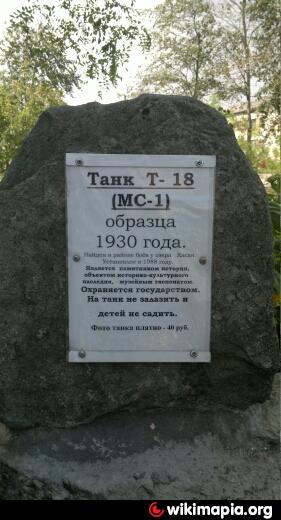 Танк Т- 18
(МС-1)
образца
1930 года.
Найден в районе боёв у озера Хасан
Установлен в 1988 году.
Является памятником истории,
объектом историко-культурного
наследия, музейным экспонатом.
Охраняется государством.
На танк не залазить и
детей не садить.
Фото танка платно - 40 руб.
wikimapia.org